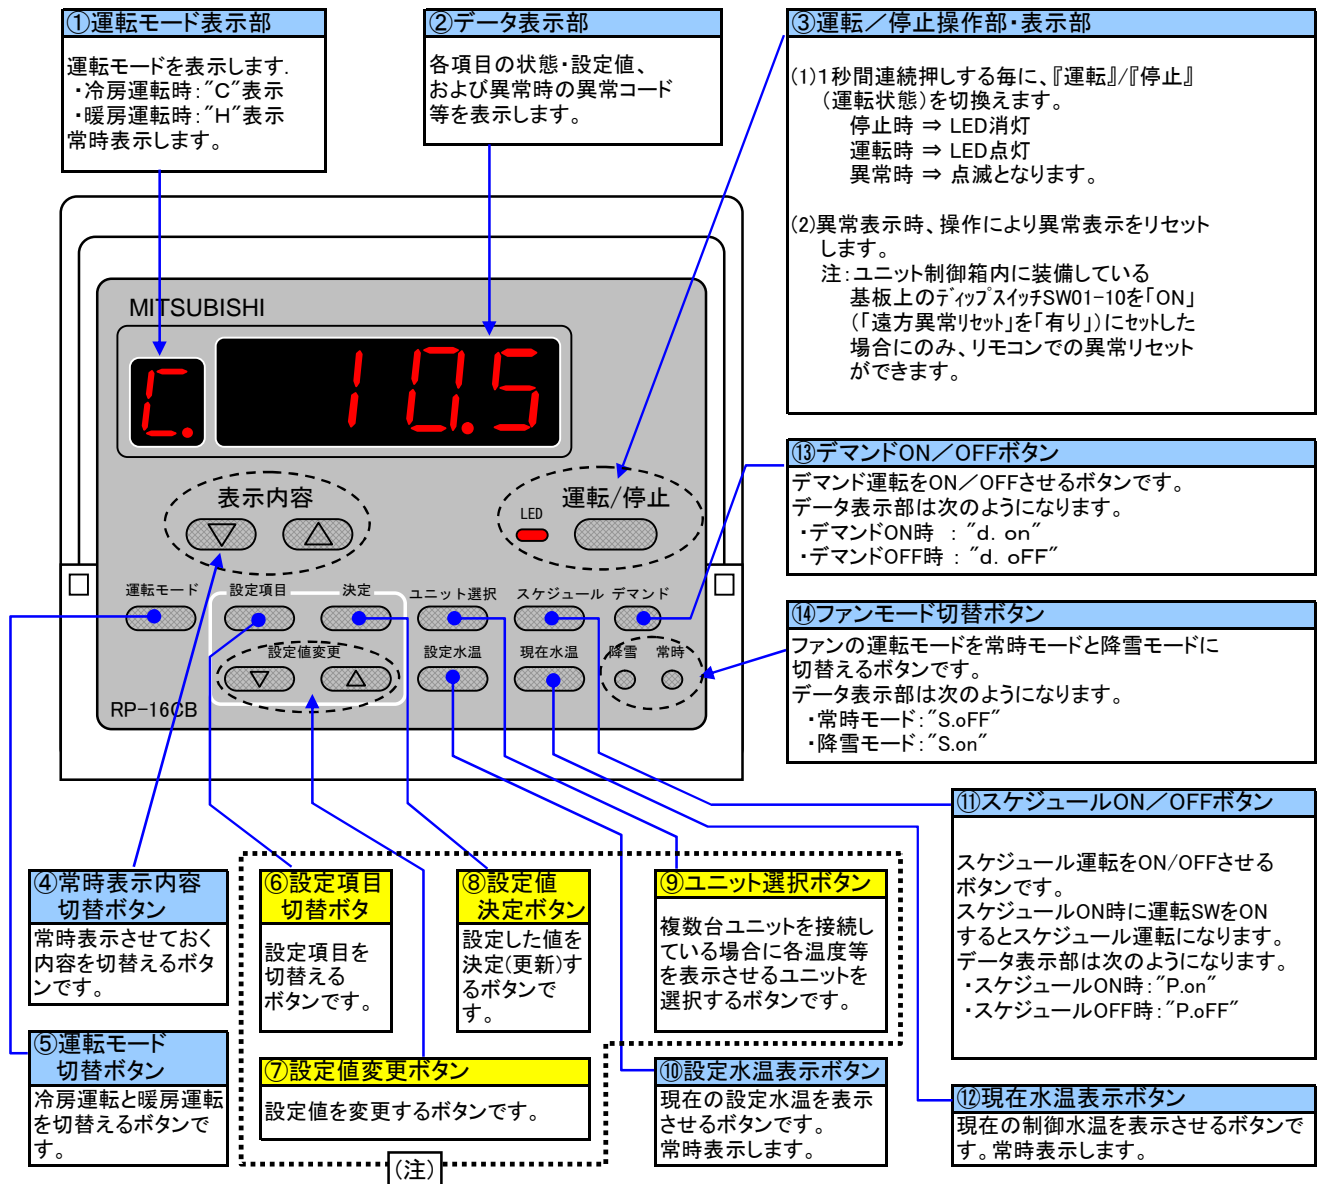 ①運転モード表示部
運転モードを表示します.
・冷房運転時:"C"表示
・暖房運転時:"H"表示
常時表示します。
②データ表示部
各項目の状態・設定値、
および異常時の異常コード
等を表示します。
③運転／停止操作部・表示部
(1)1秒間連続押しする毎に、『運転』/『停止』
(運転状態)を切換えます。
停止時 ⇒ LED消灯
運転時 ⇒ LED点灯
異常時 ⇒ 点滅となります。
(2)異常表示時、操作により異常表示をリセット
します。
注:ユニット制御箱内に装備している
基板上のディップスイッチSW01-10を「ON」
(「遠方異常リセット」を「有り」)にセットした
場合にのみ、リモコンでの異常リセット
ができます。
MITSUBISHI
C. 10.5
表示内容
運転/停止
LED
▽ △
運転モード 設定項目 決定 ユニット選択 スケジュール デマンド
設定値変更 設定水温 現在水温 降雪 常時
▽ △
RP-16CB
⑬デマンドON／OFFボタン
デマンド運転をON／OFFさせるボタンです。
データ表示部は次のようになります。
・デマンドON時 : "d. on"
・デマンドOFF時 : "d. oFF"
⑭ファンモード切替ボタン
ファンの運転モードを常時モードと降雪モードに
切替えるボタンです。
データ表示部は次のようになります。
・常時モード:"S.oFF"
・降雪モード:"S.on"
④常時表示内容
切替ボタン
常時表示させておく
内容を切替えるボタ
ンです。
⑤運転モード
切替ボタン
冷房運転と暖房運転
を切替えるボタンで
す。
⑥設定項目
切替ボタ
設定項目を
切替える
ボタンです。
⑦設定値変更ボタン
設定値を変更するボタンです。
⑧設定値
決定ボタン
設定した値を
決定(更新)す
るボタンで
す。
⑨ユニット選択ボタン
複数台ユニットを接続し
ている場合に各温度等
を表示させるユニットを
選択するボタンです。
(注)
⑩設定水温表示ボタン
現在の設定水温を表示
させるボタンです。
常時表示します。
⑪スケジュールON／OFFボタン
スケジュール運転をON/OFFさせる
ボタンです。
スケジュールON時に運転SWをON
するとスケジュール運転になります。
データ表示部は次のようになります。
・スケジュールON時:"P.on"
・スケジュールOFF時:"P.oFF"
⑫現在水温表示ボタン
現在の制御水温を表示させるボタンで
す。常時表示します。